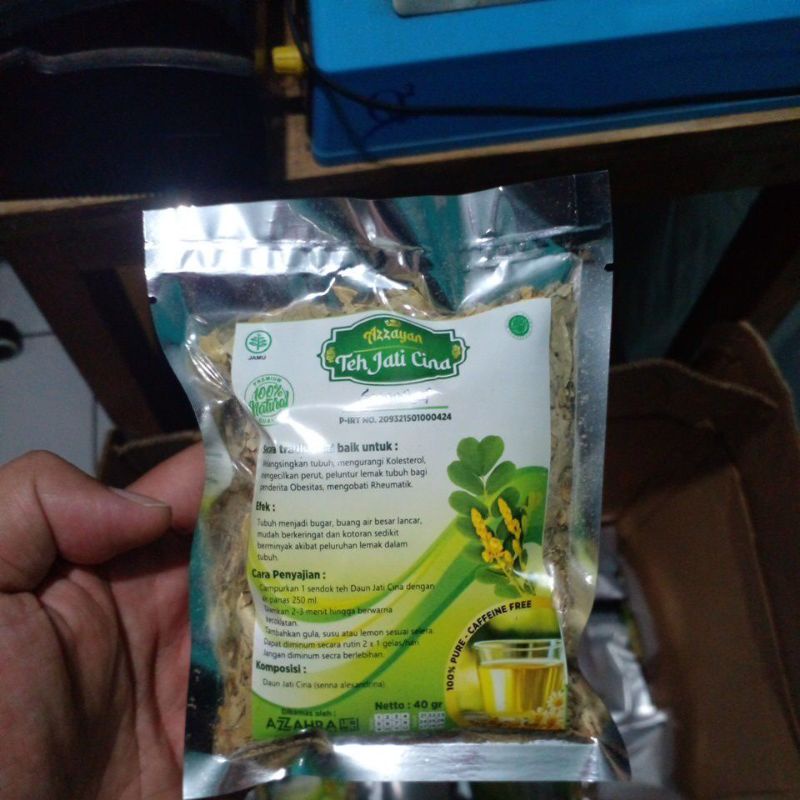 JAMU
PREMIUM
100%
Natural
Azzayan
Teh Jati Cina
P-IRT NO. 209321501000424
baik untuk :
tubuh, mengurangi Kolesterol,
mengecilkan perut, peluntur lemak tubuh bagi
penderita Obesitas, mengobati Rheumatik.
Efek :
Tubuh menjadi bugar, buang air besar lancar,
mudah berkeringat dan kotoran sedikit
berminyak akibat peluruhan lemak dalam
tubuh.
Cara Penyajian :
Campurkan 1 sendok teh Daun Jati Cina dengan
air panas 250 ml.
Diamkan 2-3 menit hingga berwarna
kecoklatan.
Tambahkan gula, susu atau lemon sesuai selera.
Dapat diminum secara rutin 2 x 1 gelas/hari.
Jangan diminum secra berlebihan.
Komposisi :
Daun Jati Cina (senna alexandrina)
100% PURE - CAFFEINE FREE
Dikemas oleh :
AZZAHRA
Netto : 40 gr